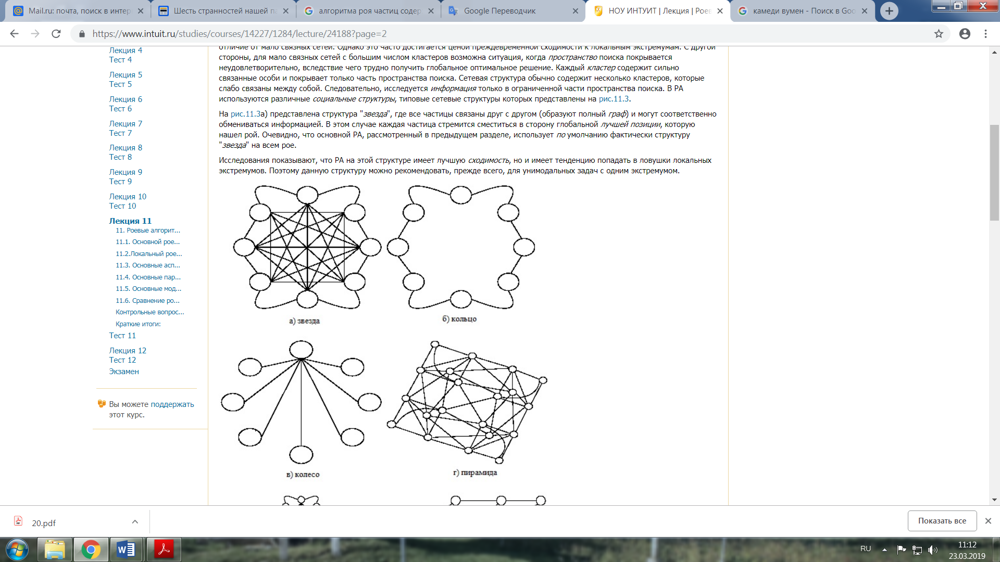 Mail.ru: почта, поиск в интер
Шесть странностей нашей па
алгоритма роя частиц содер
Google Переводчик
НОУ ИНТУИТ | Лекция | Роев
камеди вумен - Поиск в Goo
https://www.intuit.ru/studies/courses/14227/1284/lecture/24188?page=2
Лекция 4
Тест 4
Лекция 5
Тест 5
Лекция 6
Тест 6
Лекция 7
Тест 7
Лекция 8
Тест 8
Лекция 9
Тест 9
Лекция 10
Тест 10
Лекция 11
11. Роевые алгорит...
11.1. Основной рое...
11.2.Локальный рое...
11.3. Основные асп...
11.4. Основные пар...
11.5. Основные мод...
11.6. Сравнение ро...
Контрольные вопрос...
Краткие итоги:
Тест 11
Лекция 12
Тест 12
Экзамен
Вы можете поддержать
этот курс.
отличие от мало связных сетей. Однако это часто достигается ценой преждевременной сходимости к локальным экстремумам. С другой
стороны, для мало связных сетей с большим числом кластеров возможна ситуация, когда пространство поиска покрывается
неудовлетворительно, вследствие чего трудно получить глобальное оптимальное решение. Каждый кластер содержит сильно
связанные особи и покрывает только часть пространства поиска. Сетевая структура обычно содержит несколько кластеров, которые
слабо связаны между собой. Следовательно, исследуется информация только в ограниченной части пространства поиска. В РА
используются различные социальные структуры, типовые сетевые структуры которых представлены на рис.11.3.
На рис.11.3а) представлена структура "звезда", где все частицы связаны друг с другом (образуют полный граф) и могут соответственно
обмениваться информацией. В этом случае каждая частица стремится сместиться в сторону глобальной лучшей позиции, которую
нашел рой. Очевидно, что основной РА, рассмотренный в предыдущем разделе, использует по умолчанию фактически структуру
"звезда" на всем рое.
Исследования показывают, что РА на этой структуре имеет лучшую сходимость, но и имеет тенденцию попадать в ловушки локальных
экстремумов. Поэтому данную структуру можно рекомендовать, прежде всего, для унимодальных задач с одним экстремумом.
а) звезда
б) кольцо
в) колесо
г) пирамида
20.pdf
Показать все
RU
11:12
23.03.2019